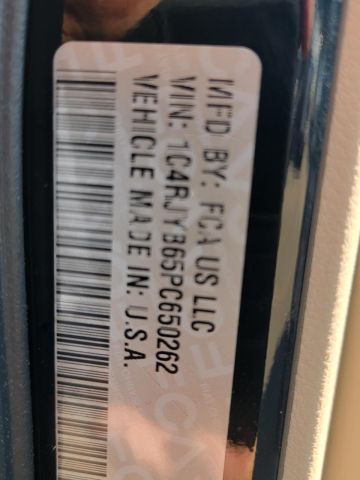 MFD BY: FCA US LLC
VIN: 1C4RJYB65PC650262
VEHICLE MADE IN: U.S.A.